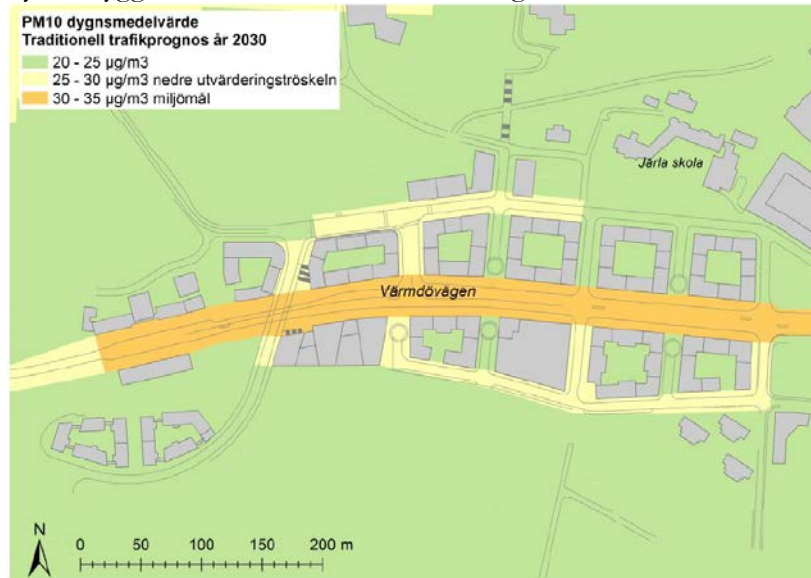 PM10 dygnsmedelvärde
Traditionell trafikprognos år 2030
20 - 25 µg/m3
25 - 30 µg/m3 nedre utvärderingströskeln
30 - 35 µg/m3 miljömål
Järla skola
Värmdövägen
N
0 50 100 150 200 m